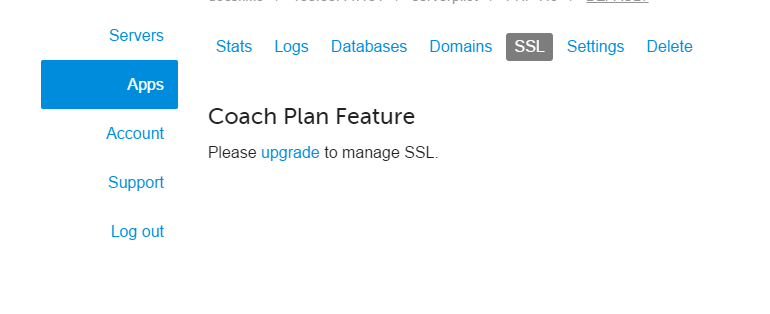 Servers
Apps
Account
Support
Log out
Stats Logs Databases Domains SSL Settings Delete
Coach Plan Feature
Please upgrade to manage SSL.